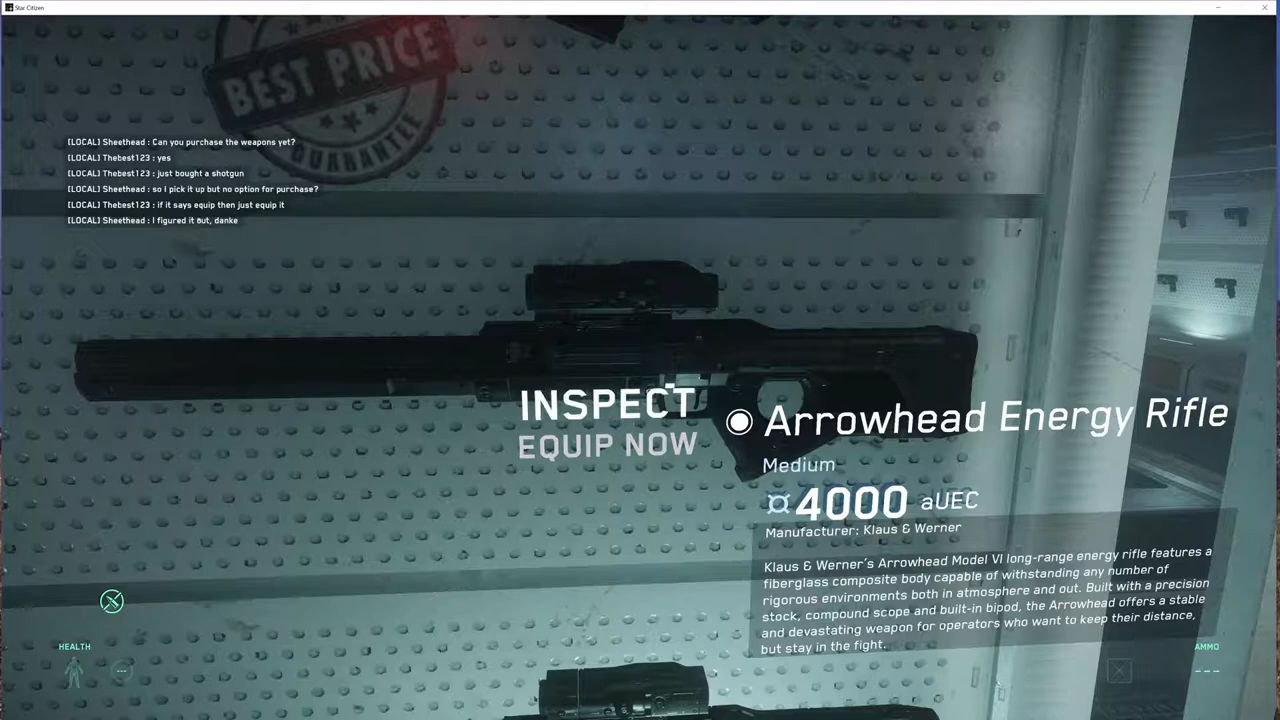 Star Citizen
BEST PRICE
GUARANTEE
[LOCAL] Sheethead : Can you purchase the weapons yet?
[LOCAL] Thebest123 : yes
[LOCAL] Thebest123 : just bought a shotgun
[LOCAL] Sheethead : so I pick it up but no option for purchase?
[LOCAL] Thebest123 : if it says equip then just equip it
[LOCAL] Sheethead : I figured it out, danke
INSPECT
EQUIP NOW
Arrowhead Energy Rifle
Medium
¤4000 aUEC
Manufacturer: Klaus & Werner
Klaus & Werner's Arrowhead Model VI long-range energy rifle features a
fiberglass composite body capable of withstanding any number of
rigorous environments both in atmosphere and out. Built with a precision
stock, compound scope and built-in bipod, the Arrowhead offers a stable
and devastating weapon for operators who want to keep their distance,
but stay in the fight.
HEALTH
AMMO
---